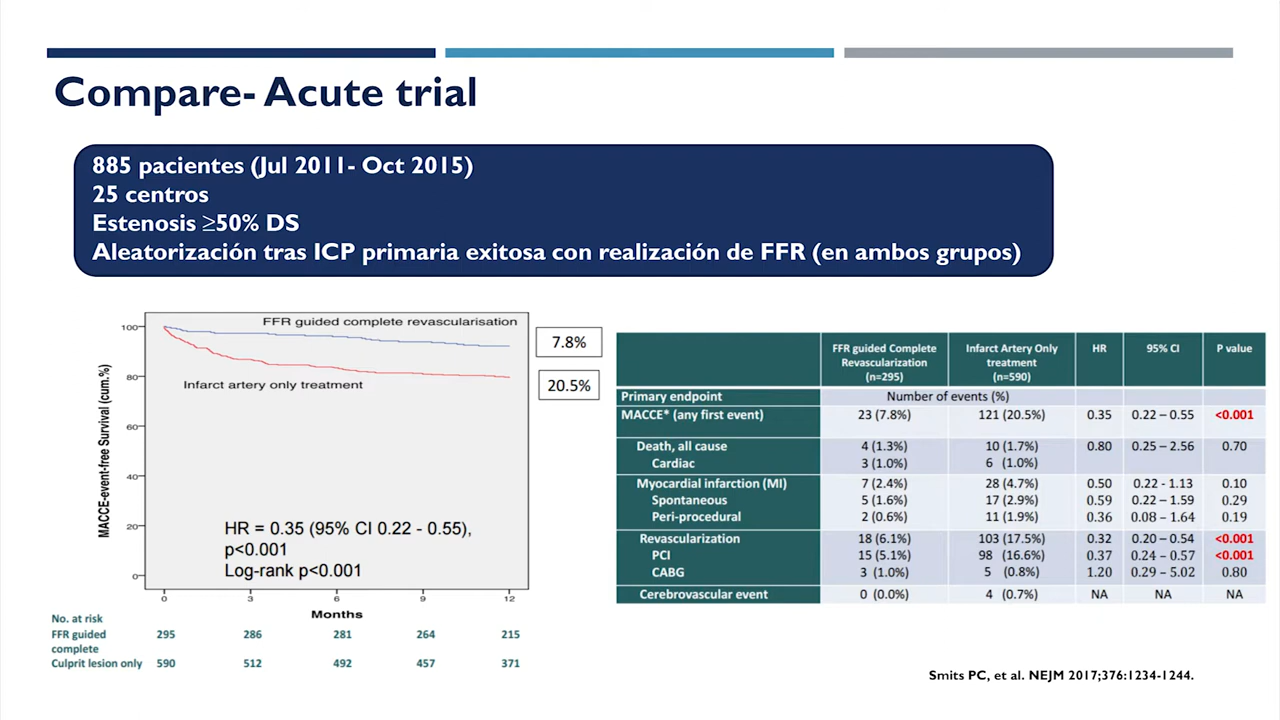 Compare- Acute trial
885 pacientes (Jul 2011- Oct 2015)
25 centros
Estenosis ≥50% DS
Aleatorización tras ICP primaria exitosa con realización de FFR (en ambos grupos)
MACCE-event-free Survival (cum.%)
100
80
60
40
20
0
FFR guided complete revascularisation
Infarct artery only treatment
HR = 0.35 (95% CI 0.22 - 0.55),
p<0.001
Log-rank p<0.001
0 3 6 9 12
Months
7.8%
20.5%
No. at risk
FFR guided complete 295 286 281 264 215
Culprit lesion only 590 512 492 457 371
FFR guided Complete Revascularization (n=295) Infarct Artery Only treatment (n=590) HR 95% CI P value
Primary endpoint Number of events (%)
MACCE* (any first event) 23 (7.8%) 121 (20.5%) 0.35 0.22 – 0.55 <0.001
Death, all cause 4 (1.3%) 10 (1.7%) 0.80 0.25 – 2.56 0.70
Cardiac 3 (1.0%) 6 (1.0%)
Myocardial infarction (MI) 7 (2.4%) 28 (4.7%) 0.50 0.22 - 1.13 0.10
Spontaneous 5 (1.6%) 17 (2.9%) 0.59 0.22 – 1.59 0.29
Peri-procedural 2 (0.6%) 11 (1.9%) 0.36 0.08 – 1.64 0.19
Revascularization 18 (6.1%) 103 (17.5%) 0.32 0.20 – 0.54 <0.001
PCI 15 (5.1%) 98 (16.6%) 0.37 0.24 – 0.57 <0.001
CABG 3 (1.0%) 5 (0.8%) 1.20 0.29 – 5.02 0.80
Cerebrovascular event 0 (0.0%) 4 (0.7%) NA NA NA
Smits PC, et al. NEJM 2017;376:1234-1244.